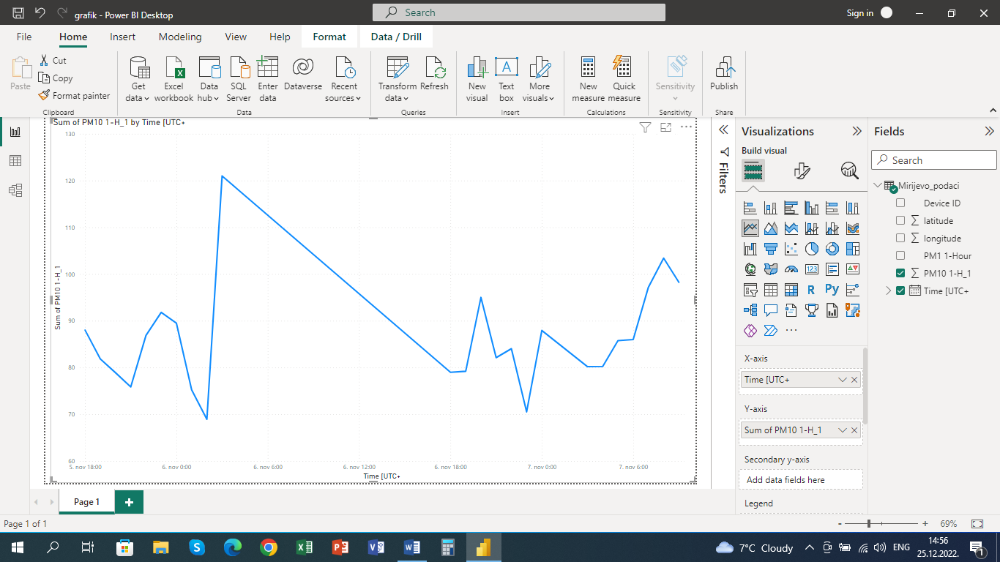 grafik - Power BI Desktop
Search
Sign in
File Home Insert Modeling View Help Format Data / Drill
Paste
Cut
Copy
Format painter
Clipboard
Get data
Excel workbook
Data hub
SQL Server
Enter data
Dataverse
Recent sources
Data
Transform data
Refresh
Queries
New visual
Text box
More visuals
Insert
New measure
Quick measure
Calculations
Sensitivity
Sensitivity
Publish
Share
Sum of PM10 1-H_1 by Time [UTC+
130
120
110
100
90
80
70
60
Sum of PM10 1-H_1
5. nov 18:00 6. nov 0:00 6. nov 6:00 6. nov 12:00 6. nov 18:00 7. nov 0:00 7. nov 6:00
Time [UTC+
Filters
Visualizations
Build visual
123
R
Py
X-axis
Time [UTC+
Y-axis
Sum of PM10 1-H_1
Secondary y-axis
Add data fields here
Legend
Fields
Search
Mirijevo_podaci
Device ID
latitude
longitude
PM1 1-Hour
PM10 1-H_1
Time [UTC+
Page 1
Page 1 of 1
69%
7°C Cloudy
ENG
14:56
25.12.2022.
1